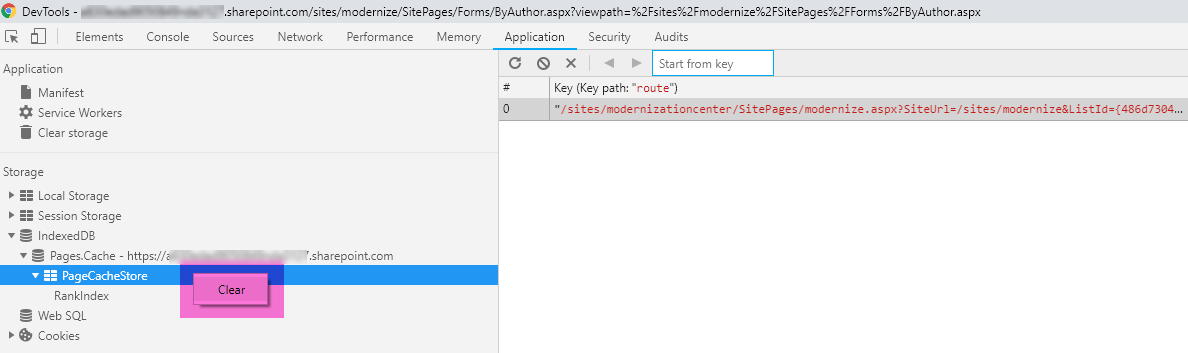 DevTools - .sharepoint.com/sites/modernize/SitePages/Forms/ByAuthor.aspx?viewpath=%2Fsites%2Fmodernize%2FSitePages%2FForms%2FByAuthor.aspx
Elements Console Sources Network Performance Memory Application Security Audits
Application
Manifest
Service Workers
Clear storage
Storage
Local Storage
Session Storage
IndexedDB
Pages.Cache - https:// .sharepoint.com
PageCacheStore
Clear
RankIndex
Web SQL
Cookies
Start from key
# Key (Key path: "route")
0 "/sites/modernizationcenter/SitePages/modernize.aspx?SiteUrl=/sites/modernize&ListId={486d7304…